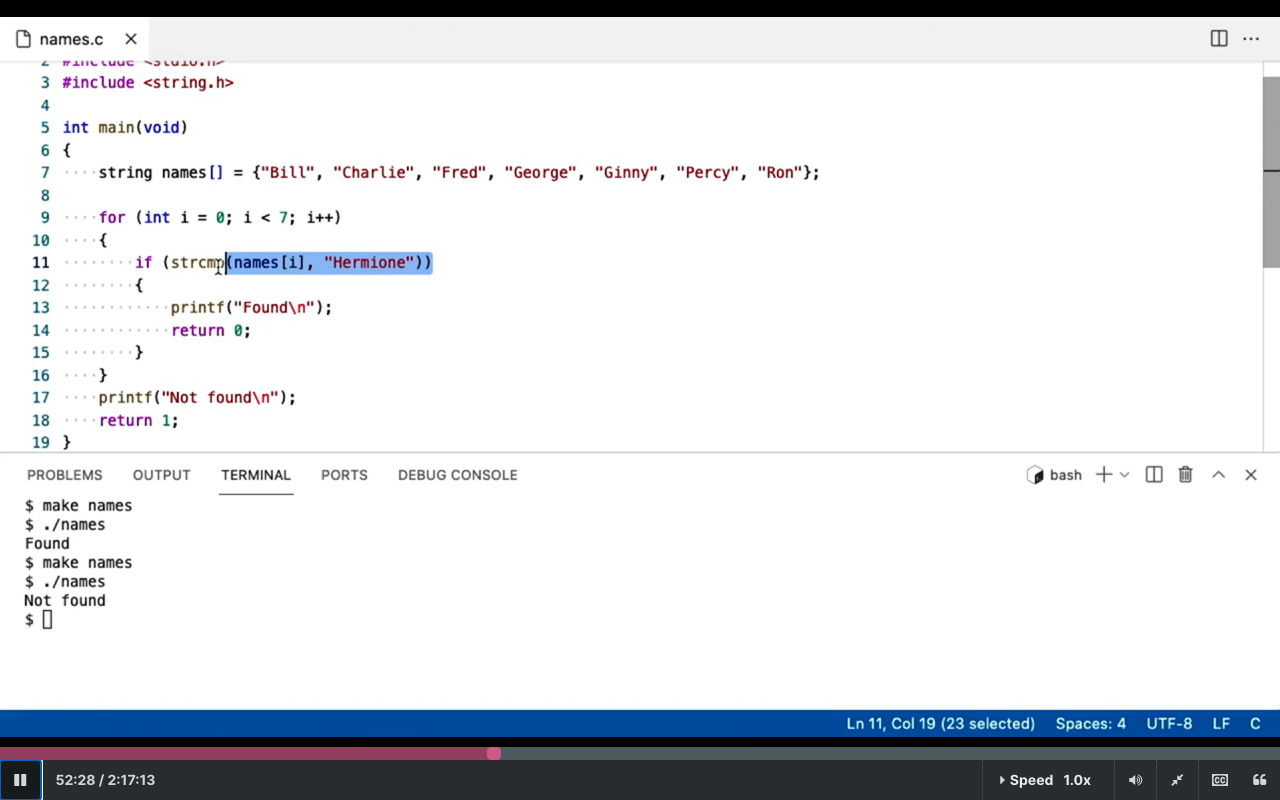 names.c
2 #include <stdio.h>
3 #include <string.h>
4
5 int main(void)
6 {
7 ····string names[] = {"Bill", "Charlie", "Fred", "George", "Ginny", "Percy", "Ron"};
8
9 ····for (int i = 0; i < 7; i++)
10 ····{
11 ········if (strcmp(names[i], "Hermione"))
12 ········{
13 ············printf("Found\n");
14 ············return 0;
15 ········}
16 ····}
17 ····printf("Not found\n");
18 ····return 1;
19 }
PROBLEMS OUTPUT TERMINAL PORTS DEBUG CONSOLE bash
$ make names
$ ./names
Found
$ make names
$ ./names
Not found
$
Ln 11, Col 19 (23 selected) Spaces: 4 UTF-8 LF C
52:28 / 2:17:13 Speed 1.0x CC